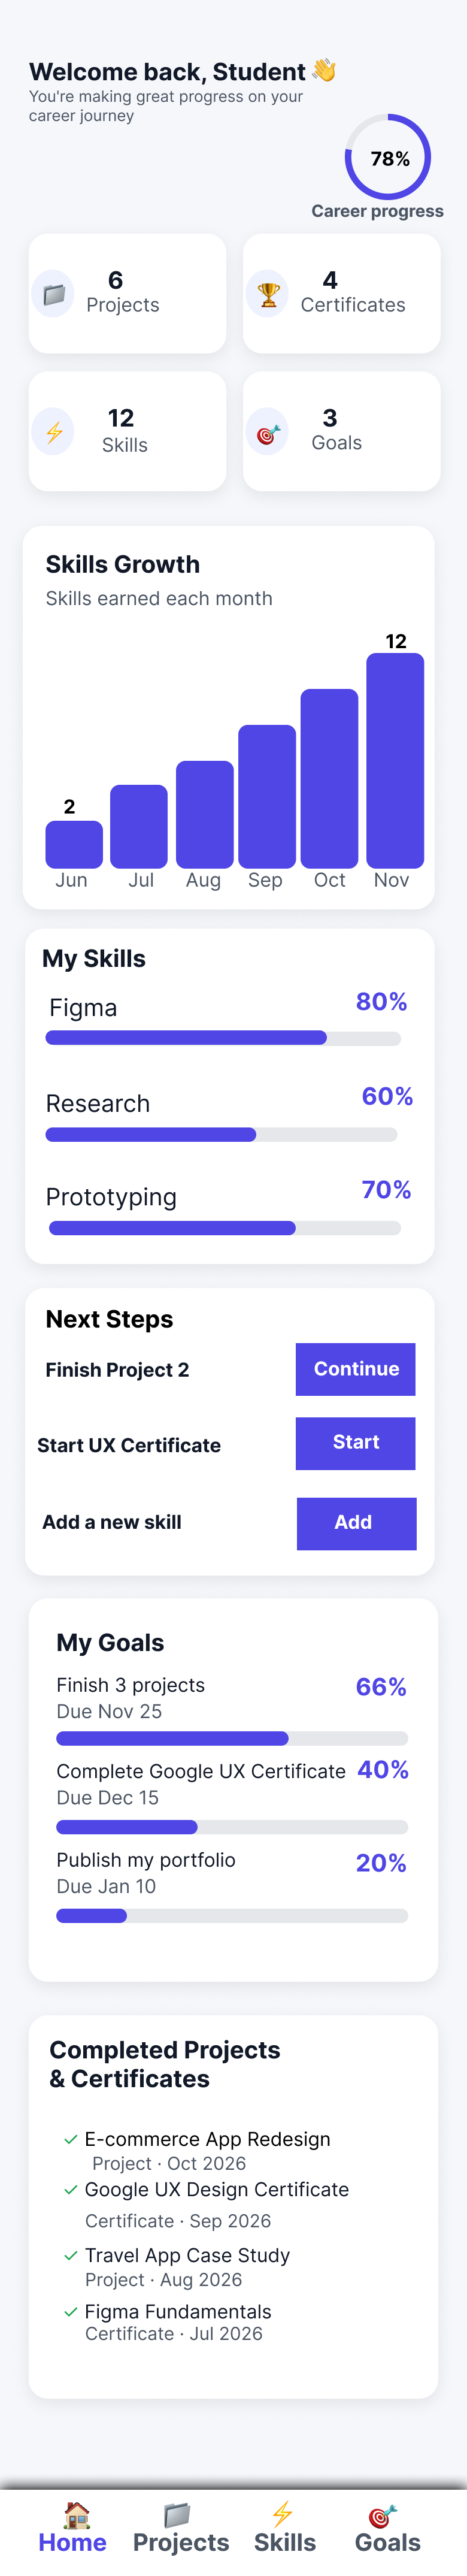 Welcome back, Student 👋
You're making great progress on your
career journey
78%
Career progress
6
Projects
4
Certificates
12
Skills
3
Goals
Skills Growth
Skills earned each month
12
2
Jun Jul Aug Sep Oct Nov
My Skills
Figma 80%
Research 60%
Prototyping 70%
Next Steps
Finish Project 2 Continue
Start UX Certificate Start
Add a new skill Add
My Goals
Finish 3 projects 66%
Due Nov 25
Complete Google UX Certificate 40%
Due Dec 15
Publish my portfolio 20%
Due Jan 10
Completed Projects
& Certificates
✓ E-commerce App Redesign
Project · Oct 2026
✓ Google UX Design Certificate
Certificate · Sep 2026
✓ Travel App Case Study
Project · Aug 2026
✓ Figma Fundamentals
Certificate · Jul 2026
Home Projects Skills Goals